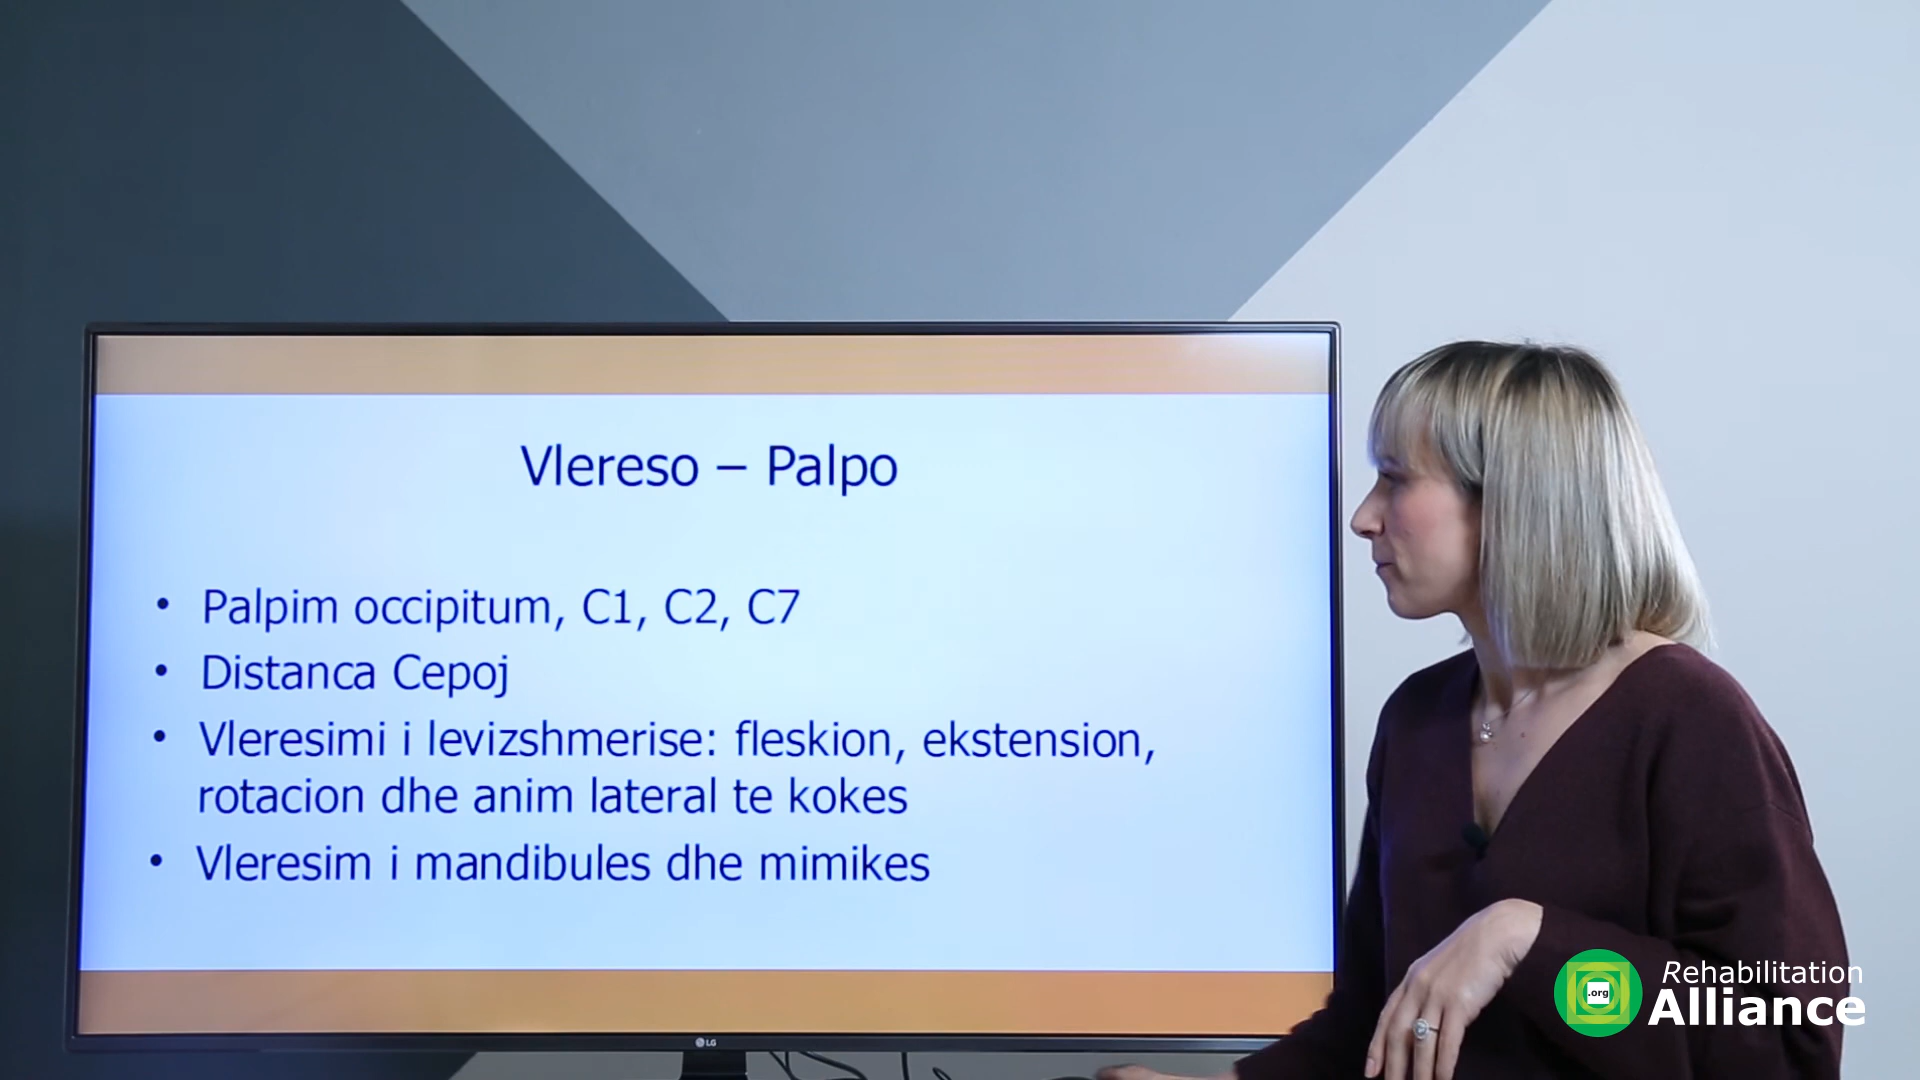 Vlereso – Palpo
• Palpim occipitum, C1, C2, C7
• Distanca Cepoj
• Vleresimi i levizshmerise: fleskion, ekstension,
rotacion dhe anim lateral te kokes
• Vleresim i mandibules dhe mimikes
LG
.org
Rehabilitation
Alliance